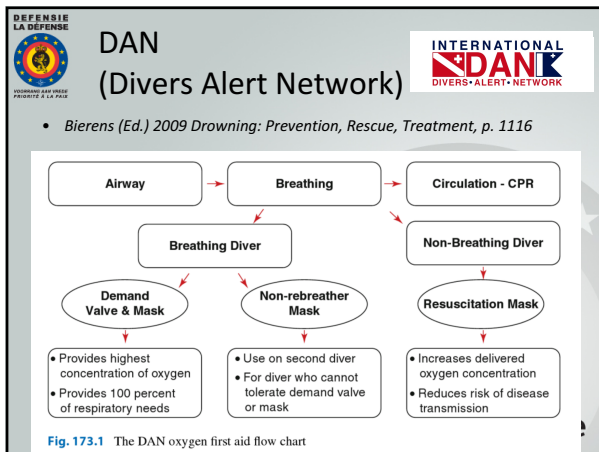 DEFENSIE
LA DÉFENSE
VOORRANG AAN VREDE
PRIORITÉ À LA PAIX
DAN
(Divers Alert Network)
INTERNATIONAL
DAN
DIVERS•ALERT•NETWORK
• Bierens (Ed.) 2009 Drowning: Prevention, Rescue, Treatment, p. 1116
Airway
Breathing
Circulation - CPR
Breathing Diver
Non-Breathing Diver
Demand
Valve & Mask
Non-rebreather
Mask
Resuscitation Mask
• Provides highest
concentration of oxygen
• Provides 100 percent
of respiratory needs
• Use on second diver
• For diver who cannot
tolerate demand valve
or mask
• Increases delivered
oxygen concentration
• Reduces risk of disease
transmission
Fig. 173.1 The DAN oxygen first aid flow chart
e